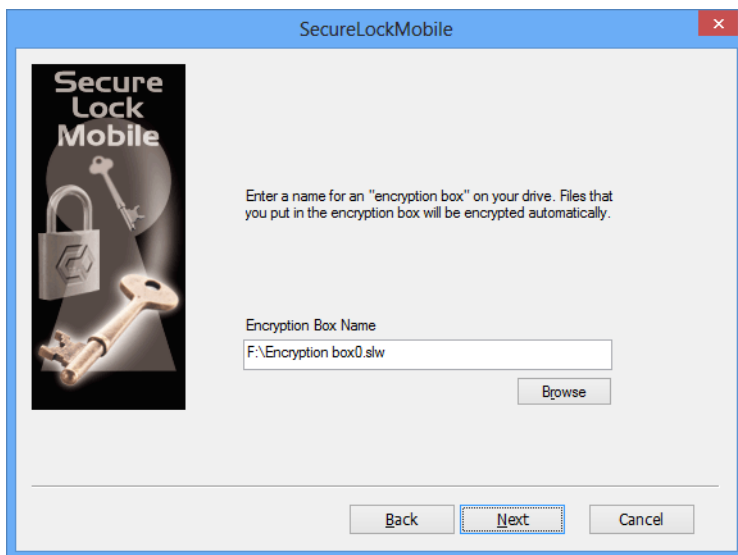 SecureLockMobile
Secure
Lock
Mobile
Enter a name for an "encryption box" on your drive. Files that
you put in the encryption box will be encrypted automatically.
Encryption Box Name
F:\Encryption box0.slw
Browse
Back
Next
Cancel